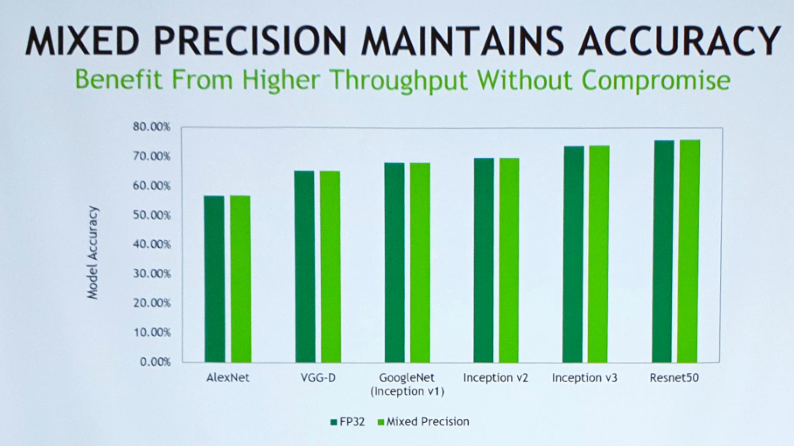 MIXED PRECISION MAINTAINS ACCURACY
Benefit From Higher Throughput Without Compromise
80.00%
70.00%
60.00%
50.00%
40.00%
30.00%
20.00%
10.00%
0.00%
Model Accuracy
AlexNet
VGG-D
GoogleNet
(Inception v1)
Inception v2
Inception v3
Resnet50
FP32
Mixed Precision